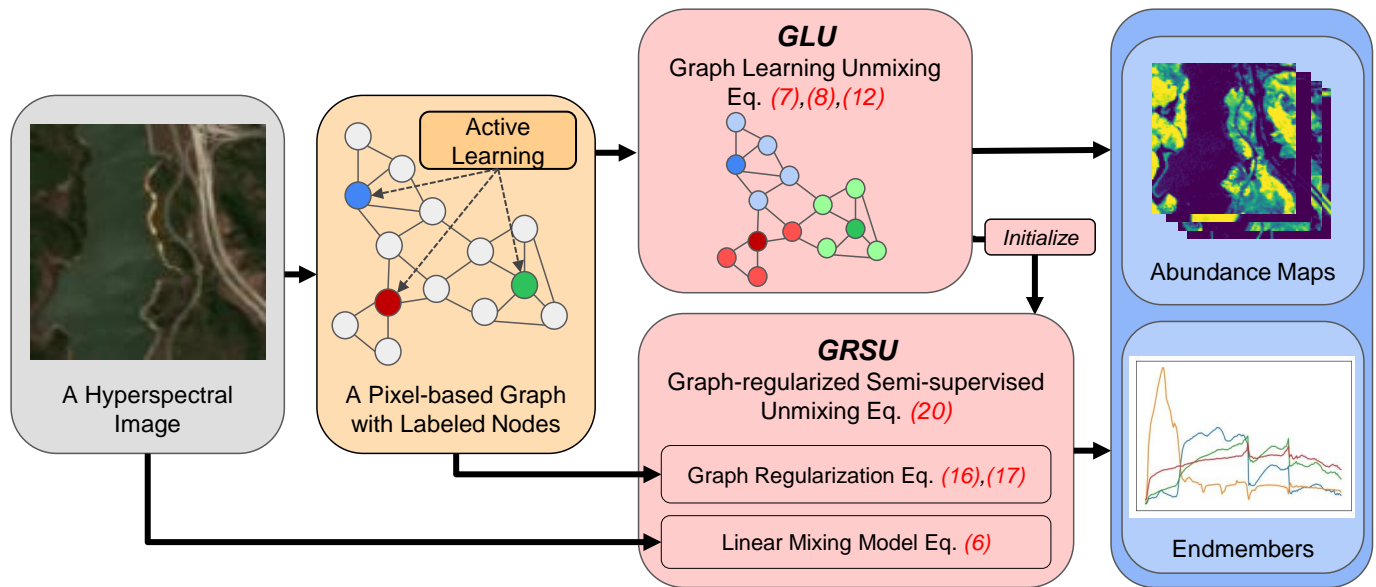 A Hyperspectral
Image
Active
Learning
A Pixel-based Graph
with Labeled Nodes
GLU
Graph Learning Unmixing
Eq. (7),(8),(12)
Initialize
GRSU
Graph-regularized Semi-supervised
Unmixing Eq. (20)
Graph Regularization Eq. (16),(17)
Linear Mixing Model Eq. (6)
Abundance Maps
Endmembers